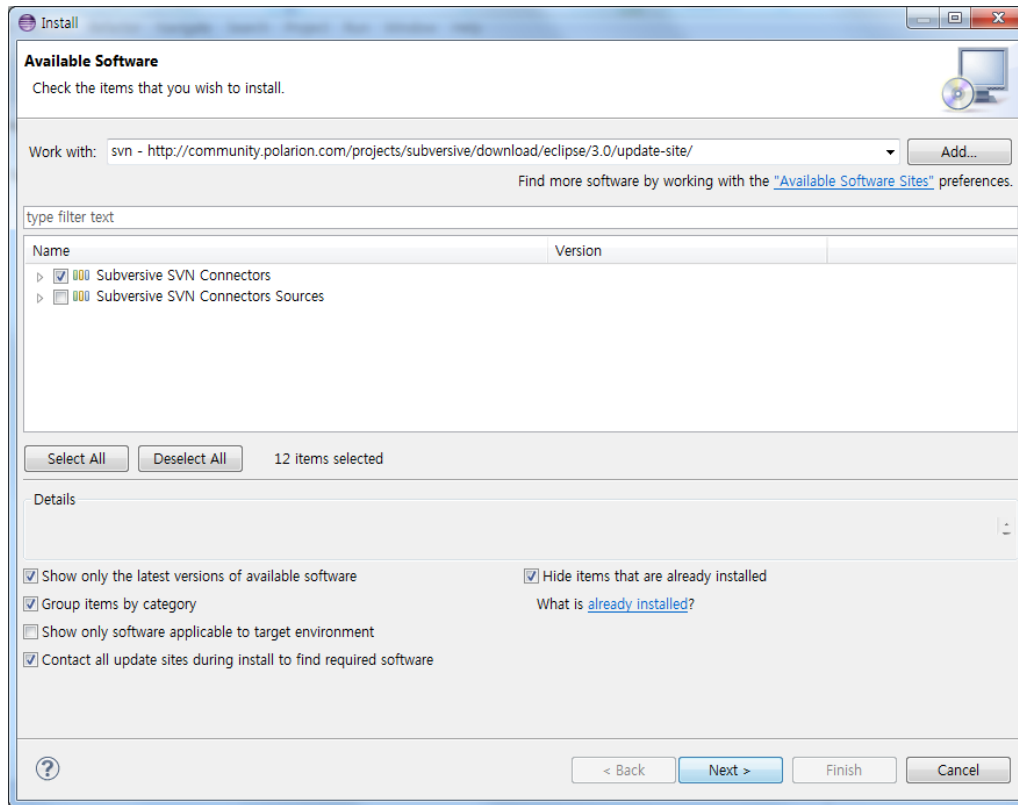 Install
Available Software
Check the items that you wish to install.
Work with: svn - http://community.polarion.com/projects/subversive/download/eclipse/3.0/update-site/ Add...
Find more software by working with the "Available Software Sites" preferences.
type filter text
Name Version
Subversive SVN Connectors
Subversive SVN Connectors Sources
Select All Deselect All 12 items selected
Details
Show only the latest versions of available software Hide items that are already installed
Group items by category What is already installed?
Show only software applicable to target environment
Contact all update sites during install to find required software
? < Back Next > Finish Cancel